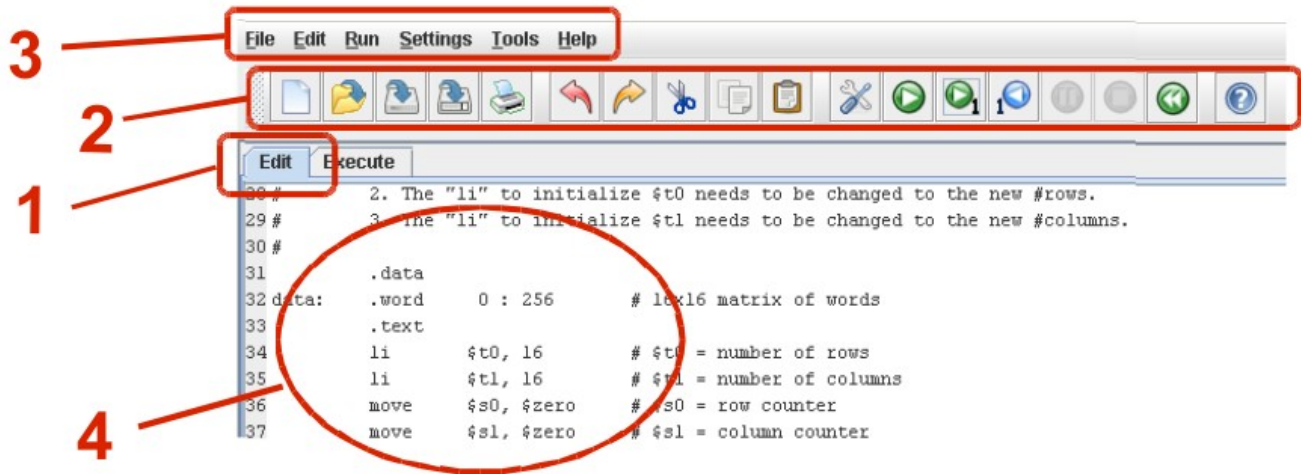 3
File Edit Run Settings Tools Help
2
1 1
1
Edit Execute
28 # 2. The "li" to initialize $t0 needs to be changed to the new #rows.
29 # 3. The "li" to initialize $t1 needs to be changed to the new #columns.
30 #
31 .data
32 data: .word 0 : 256 # 16x16 matrix of words
33 .text
34 li $t0, 16 # $t0 = number of rows
35 li $t1, 16 # $t1 = number of columns
36 move $s0, $zero # $s0 = row counter
37 move $s1, $zero # $s1 = column counter
4